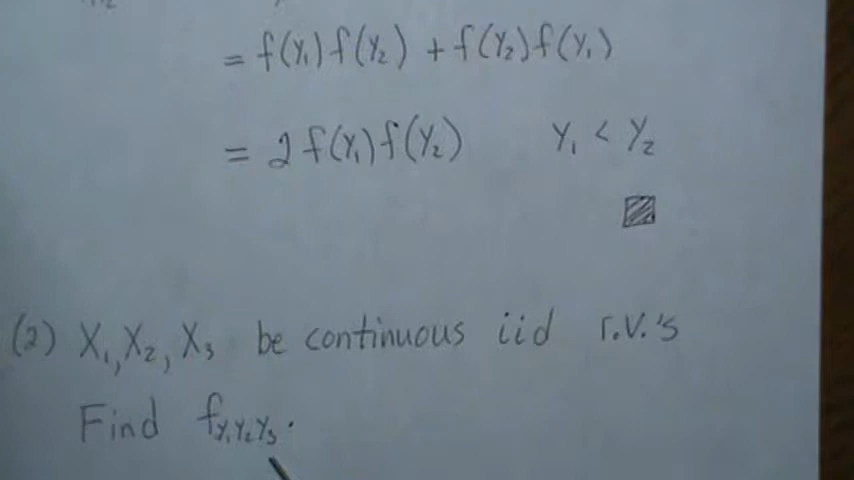 = f(y₁)f(y₂) + f(y₂)f(y₁)
= 2f(y₁)f(y₂) y₁ < y₂
(2) X₁, X₂, X₃ be continuous iid r.v.'s
Find f_{Y₁Y₂Y₃}.